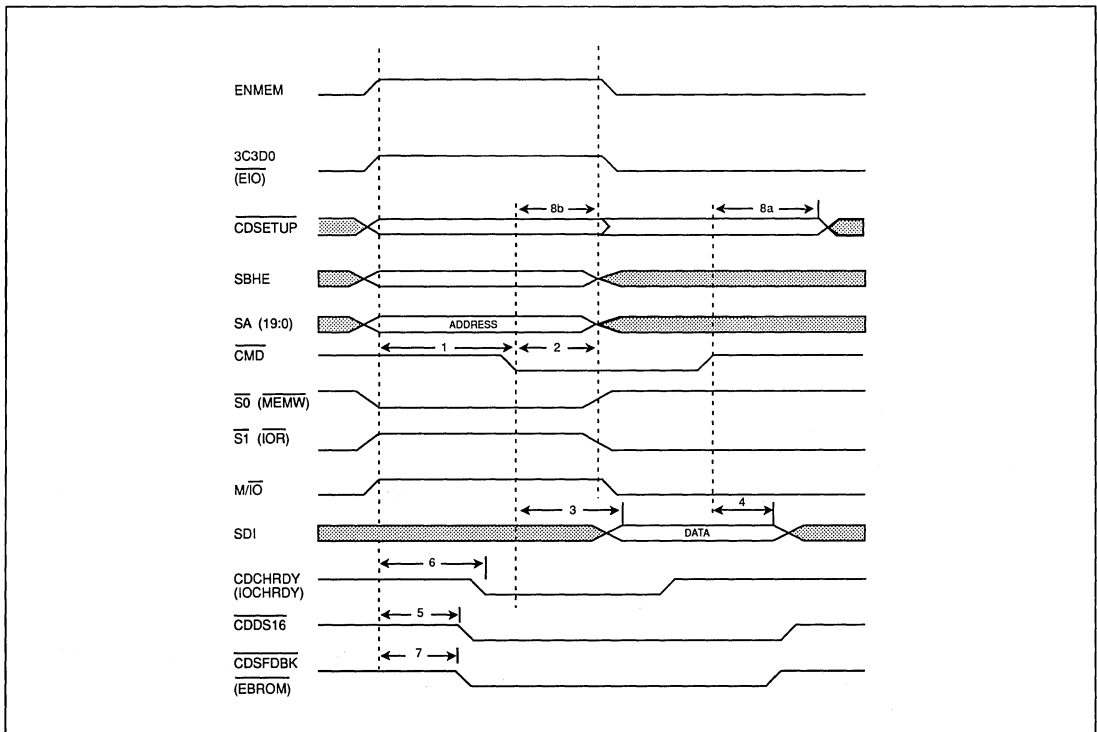 ENMEM
3C3D0
(EIO)
8b
8a
CDSETUP
SBHE
SA (19:0)
ADDRESS
1
2
CMD
S0 (MEMW)
S1 (IOR)
M/IO
3
4
SDI
DATA
6
CDCHRDY
(IOCHRDY)
5
CDDS16
7
CDSFDBK
(EBROM)